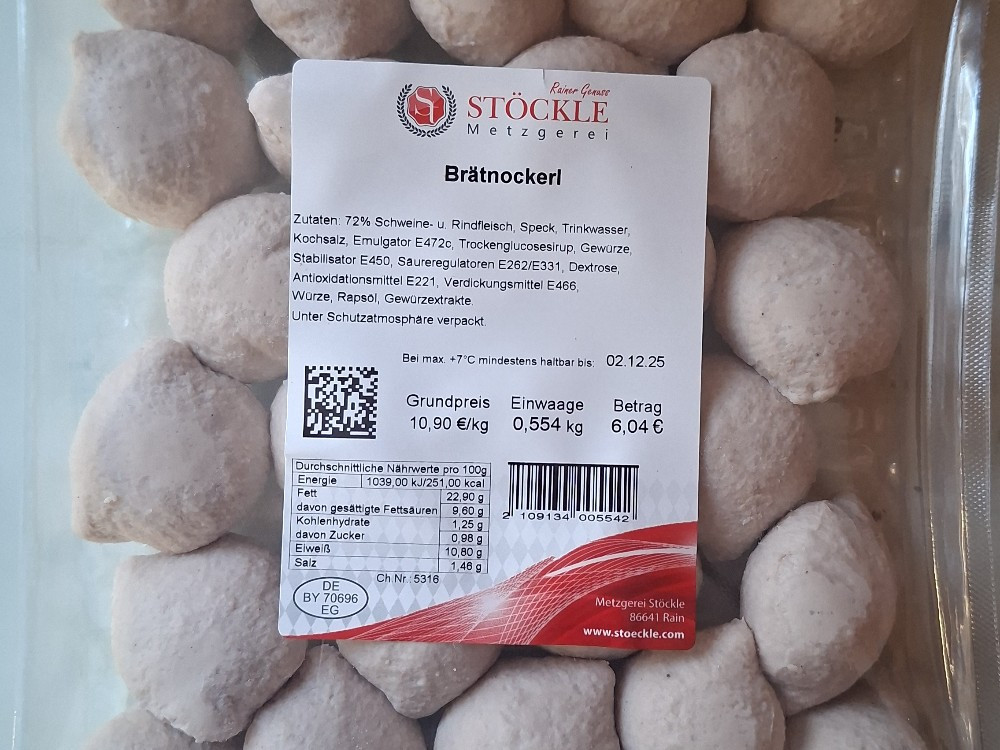 Rainer Genuss
STÖCKLE
Metzgerei
Brätnockerl
Zutaten: 72% Schweine- u. Rindfleisch, Speck, Trinkwasser,
Kochsalz, Emulgator E472c, Trockenglucosesirup, Gewürze,
Stabilisator E450, Säureregulatoren E262/E331, Dextrose,
Antioxidationsmittel E221, Verdickungsmittel E466,
Würze, Rapsöl, Gewürzextrakte.
Unter Schutzatmosphäre verpackt.
Bei max. +7°C mindestens haltbar bis: 02.12.25
Grundpreis Einwaage Betrag
10,90 €/kg 0,554 kg 6,04 €
Durchschnittliche Nährwerte pro 100g
Energie 1039,00 kJ/251,00 kcal
Fett 22,90 g
davon gesättigte Fettsäuren 9,60 g
Kohlenhydrate 1,25 g
davon Zucker 0,98 g
Eiweiß 10,80 g
Salz 1,46 g
2 109134 005542
Ch.Nr.: 5316
DE
BY 70696
EG
Metzgerei Stöckle
86641 Rain
www.stoeckle.com